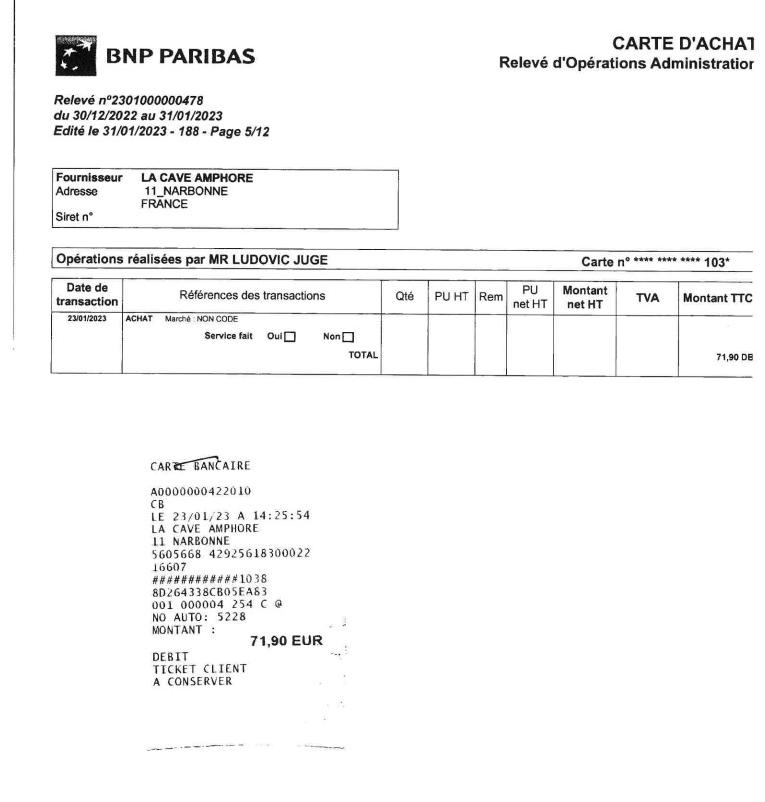 BNP PARIBAS
CARTE D'ACHAT
Relevé d'Opérations Administration
Relevé nº2301000000478
du 30/12/2022 au 31/01/2023
Edité le 31/01/2023 - 188 - Page 5/12
Fournisseur LA CAVE AMPHORE
Adresse 11_NARBONNE
FRANCE
Siret n°
Opérations réalisées par MR LUDOVIC JUGE Carte n° **** **** **** 103*
Date de transaction Références des transactions Qté PU HT Rem PU net HT Montant net HT TVA Montant TTC
23/01/2023 ACHAT Marché : NON CODE
Service fait Oui Non
TOTAL 71,90 DB
CARTE BANCAIRE
A0000000422010
CB
LE 23/01/23 A 14:25:54
LA CAVE AMPHORE
11 NARBONNE
5605668 42925618300022
16607
############1038
8D264338CB05EA83
001 000004 254 C @
NO AUTO: 5228
MONTANT :
71,90 EUR
DEBIT
TICKET CLIENT
A CONSERVER